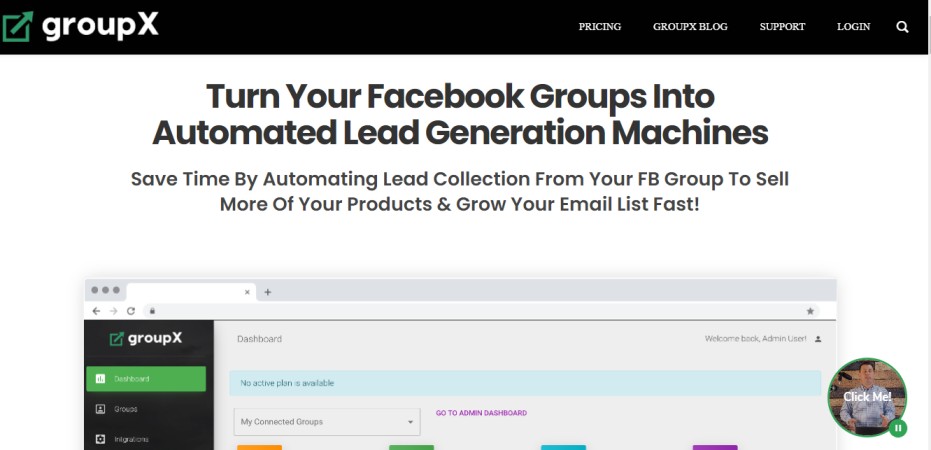 groupX
PRICING
GROUPX BLOG
SUPPORT
LOGIN
Turn Your Facebook Groups Into
Automated Lead Generation Machines
Save Time By Automating Lead Collection From Your FB Group To Sell
More Of Your Products & Grow Your Email List Fast!
groupX
Dashboard
Welcome back, Admin User!
Dashboard
No active plan is available
Groups
My Connected Groups
GO TO ADMIN DASHBOARD
Intgrations
Click Me!